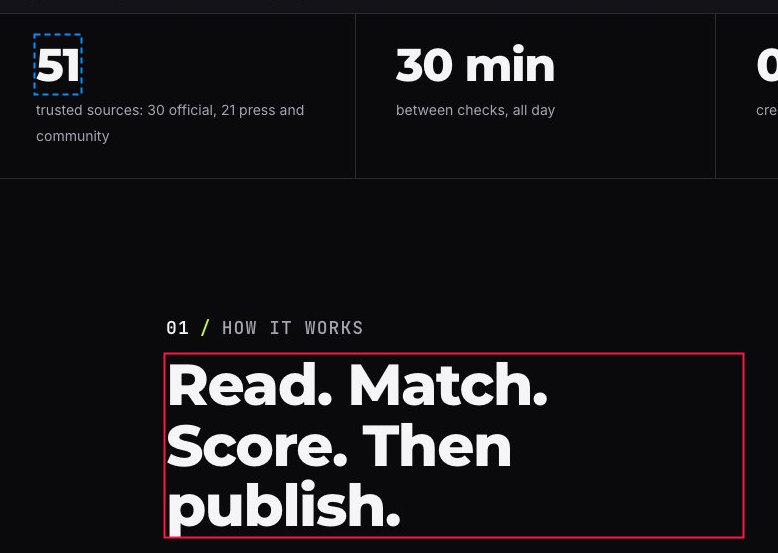 51
30 min
trusted sources: 30 official, 21 press and
community
between checks, all day
01 / HOW IT WORKS
Read. Match.
Score. Then
publish.